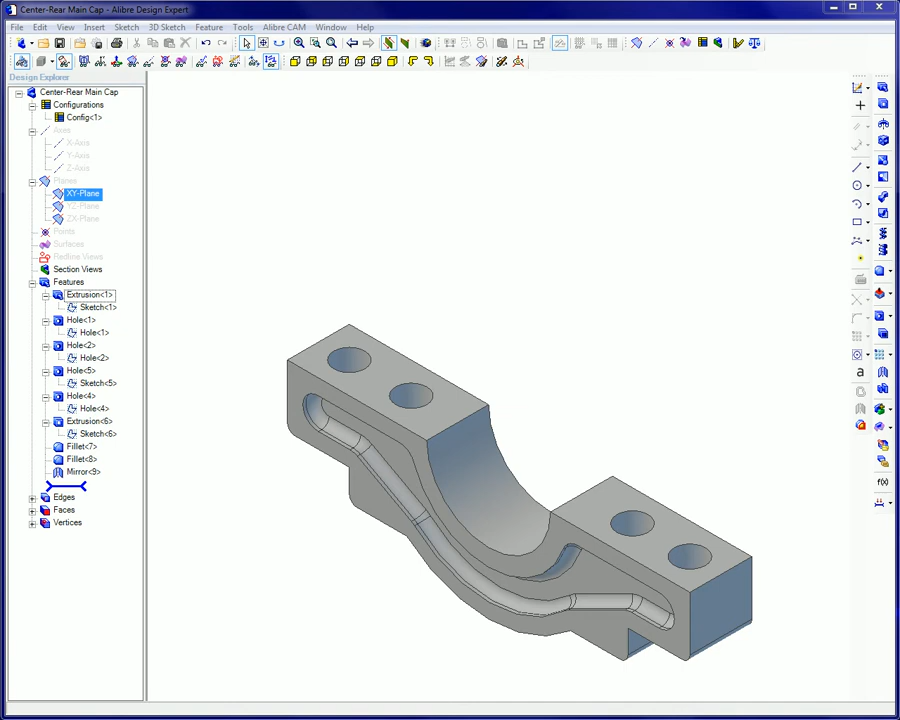 Center-Rear Main Cap - Alibre Design Expert
File Edit View Insert Sketch 3D Sketch Feature Tools Alibre CAM Window Help
Design Explorer
Center-Rear Main Cap
Configurations
Config<1>
Axes
X-Axis
Y-Axis
Z-Axis
Planes
XY-Plane
YZ-Plane
ZX-Plane
Points
Surfaces
Redline Views
Section Views
Features
Extrusion<1>
Sketch<1>
Hole<1>
Hole<1>
Hole<2>
Hole<2>
Hole<5>
Sketch<5>
Hole<4>
Hole<4>
Extrusion<6>
Sketch<6>
Fillet<7>
Fillet<8>
Mirror<9>
Edges
Faces
Vertices
a
f(x)